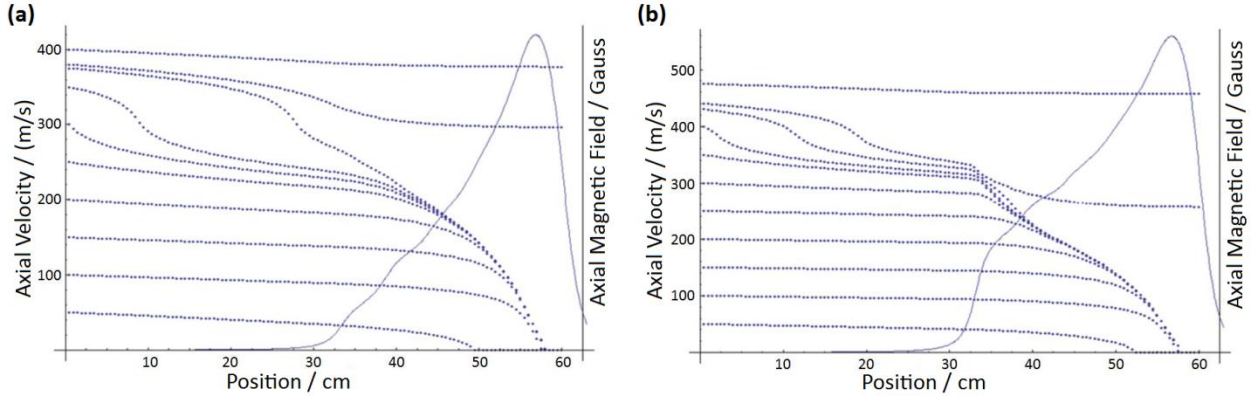 (a)
Axial Velocity / (m/s)
400
300
200
100
10 20 30 40 50 60
Position / cm
Axial Magnetic Field / Gauss
(b)
Axial Velocity / (m/s)
500
400
300
200
100
10 20 30 40 50 60
Position / cm
Axial Magnetic Field / Gauss